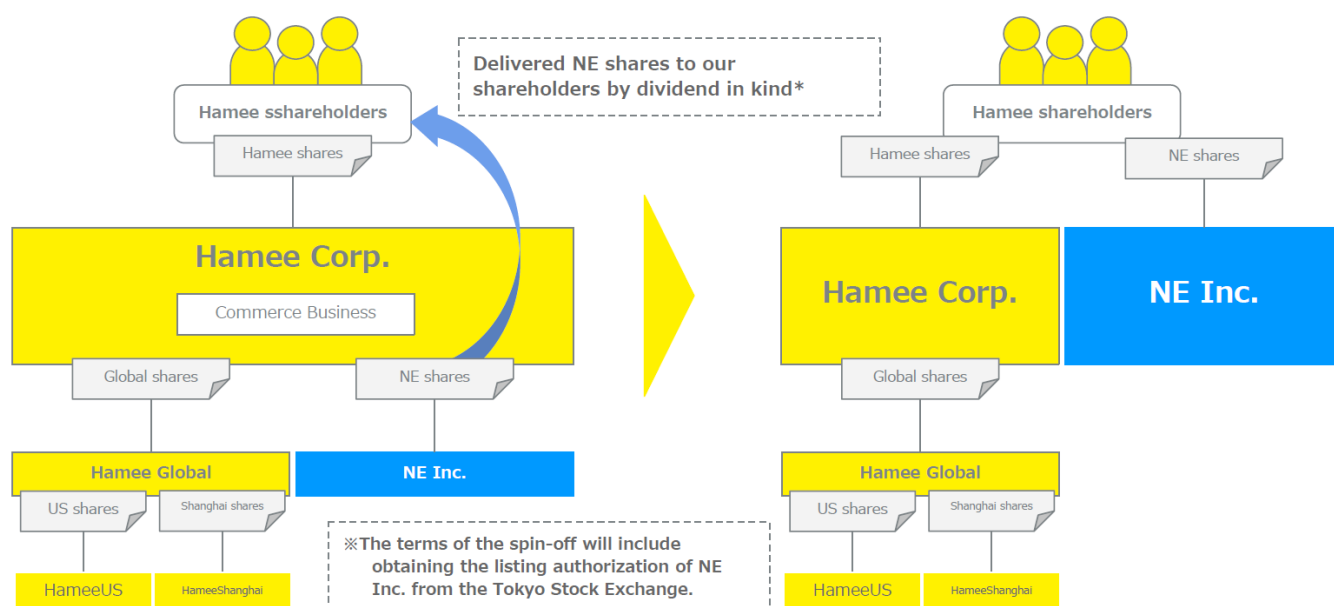 Hamee sshareholders
Hamee shares
Delivered NE shares to our
shareholders by dividend in kind*
Hamee Corp.
Commerce Business
Global shares
NE shares
Hamee Global
NE Inc.
US shares
Shanghai shares
HameeUS
HameeShanghai
※The terms of the spin-off will include
obtaining the listing authorization of NE
Inc. from the Tokyo Stock Exchange.
Hamee shareholders
Hamee shares
NE shares
Hamee Corp.
NE Inc.
Global shares
Hamee Global
US shares
Shanghai shares
HameeUS
HameeShanghai